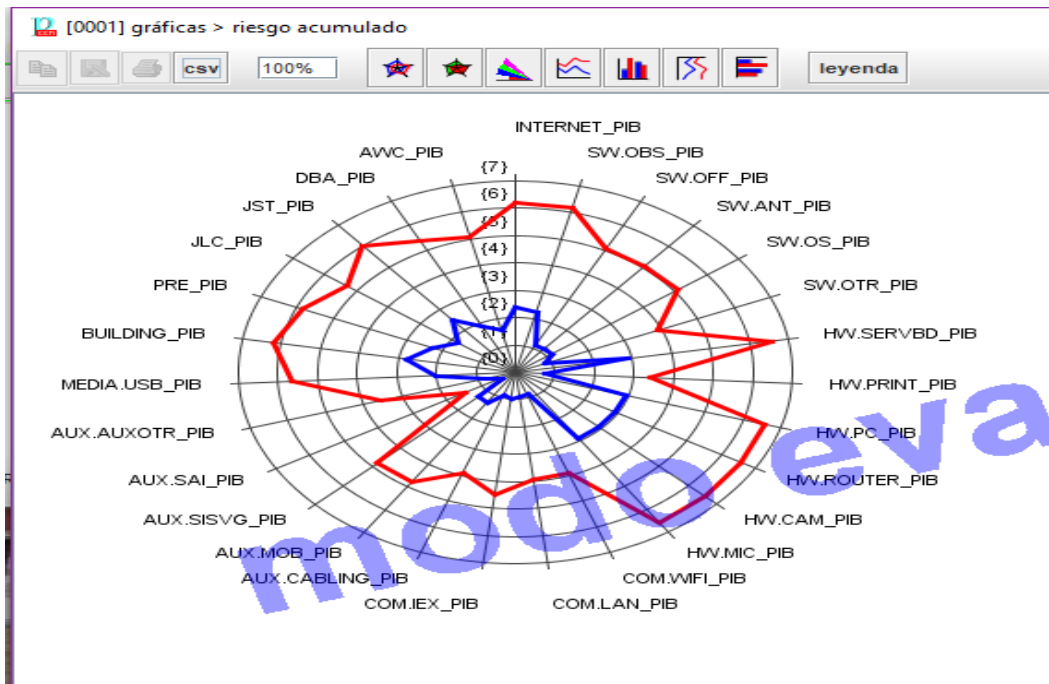 [0001] gráficas > riesgo acumulado
csv
100%
leyenda
INTERNET_PIB
SW.OBS_PIB
SW.OFF_PIB
SW.ANT_PIB
SW.OS_PIB
SW.OTR_PIB
HW.SERVBD_PIB
HW.PRINT_PIB
HW.PC_PIB
HW.ROUTER_PIB
HW.CAM_PIB
HW.MIC_PIB
COM.WIFI_PIB
COM.LAN_PIB
COM.IEX_PIB
AUX.CABLING_PIB
AUX.MOB_PIB
AUX.SISVG_PIB
AUX.SAI_PIB
AUX.AUXOTR_PIB
MEDIA.USB_PIB
BUILDING_PIB
PRE_PIB
JLC_PIB
JST_PIB
DBA_PIB
AWC_PIB
{7}
{6}
{5}
{4}
{3}
{2}
{1}
{0}
modo eva